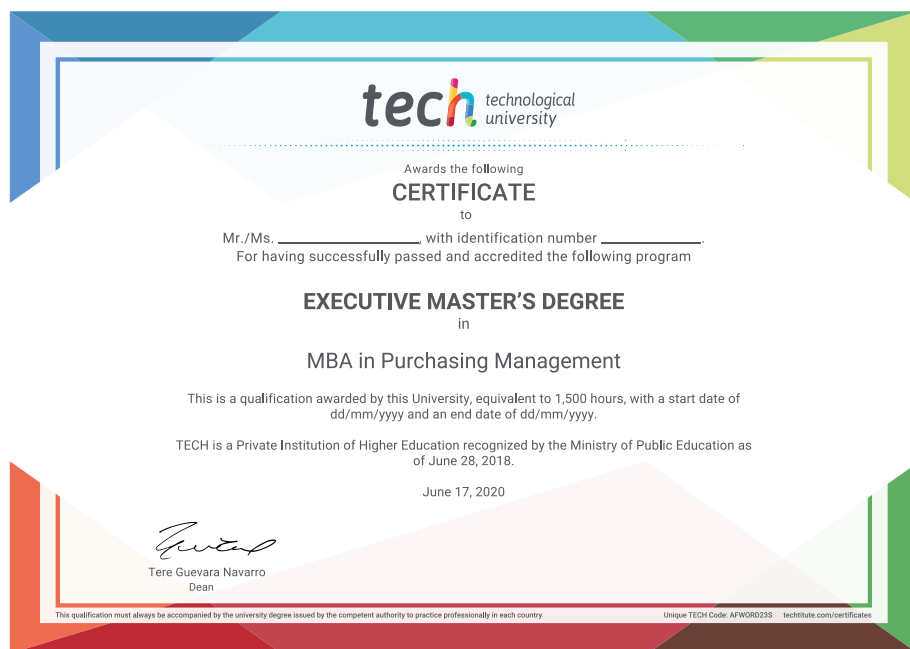 tech technological
university
Awards the following
CERTIFICATE
to
Mr./Ms. ________________, with identification number ____________.
For having successfully passed and accredited the following program
EXECUTIVE MASTER'S DEGREE
in
MBA in Purchasing Management
This is a qualification awarded by this University, equivalent to 1,500 hours, with a start date of
dd/mm/yyyy and an end date of dd/mm/yyyy.
TECH is a Private Institution of Higher Education recognized by the Ministry of Public Education as
of June 28, 2018.
June 17, 2020
Tere Guevara Navarro
Dean
This qualification must always be accompanied by the university degree issued by the competent authority to practice professionally in each country.
Unique TECH Code: AFWORD23S techtitute.com/certificates